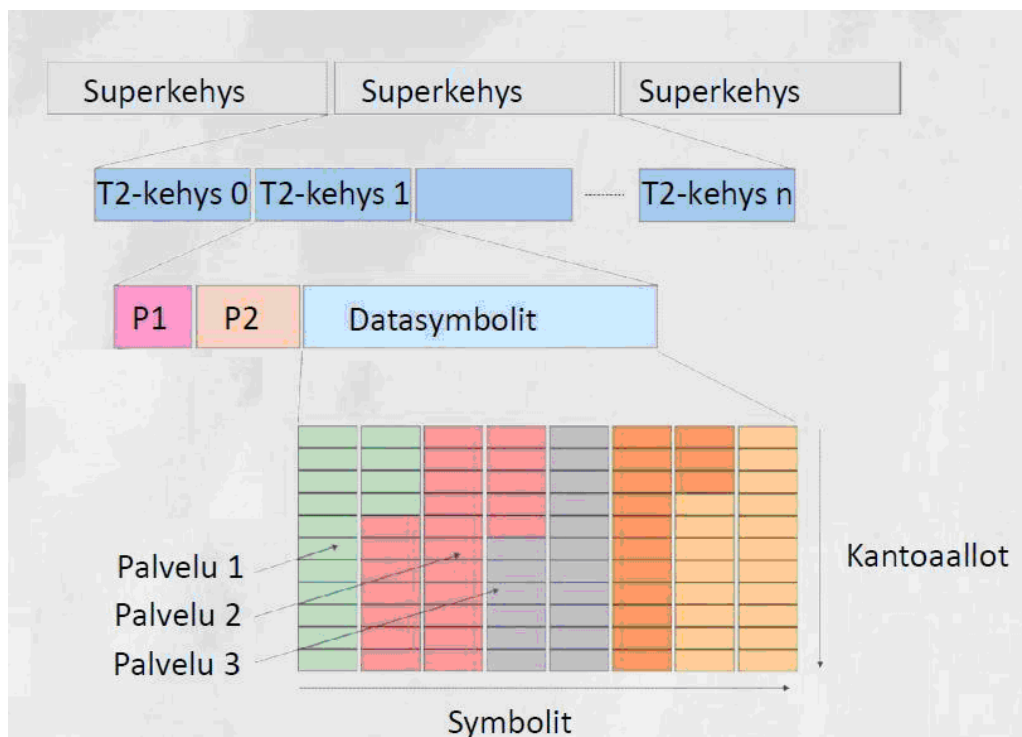 Superkehys Superkehys Superkehys
T2-kehys 0 T2-kehys 1 T2-kehys n
P1 P2 Datasymbolit
Palvelu 1
Palvelu 2
Palvelu 3
Kantoaallot
Symbolit